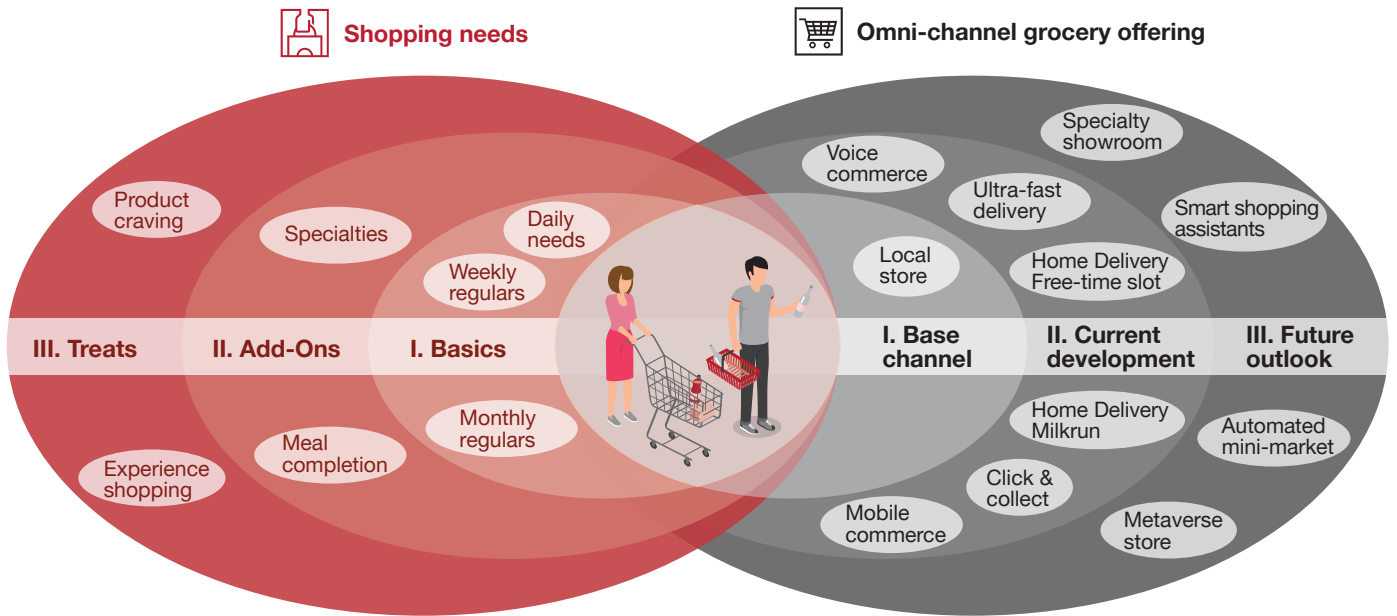 Shopping needs
Omni-channel grocery offering
Product
craving
Specialties
Daily
needs
Weekly
regulars
III. Treats
II. Add-Ons
I. Basics
Monthly
regulars
Meal
completion
Experience
shopping
Voice
commerce
Specialty
showroom
Ultra-fast
delivery
Smart shopping
assistants
Local
store
Home Delivery
Free-time slot
I. Base
channel
II. Current
development
III. Future
outlook
Home Delivery
Milkrun
Automated
mini-market
Click &
collect
Mobile
commerce
Metaverse
store